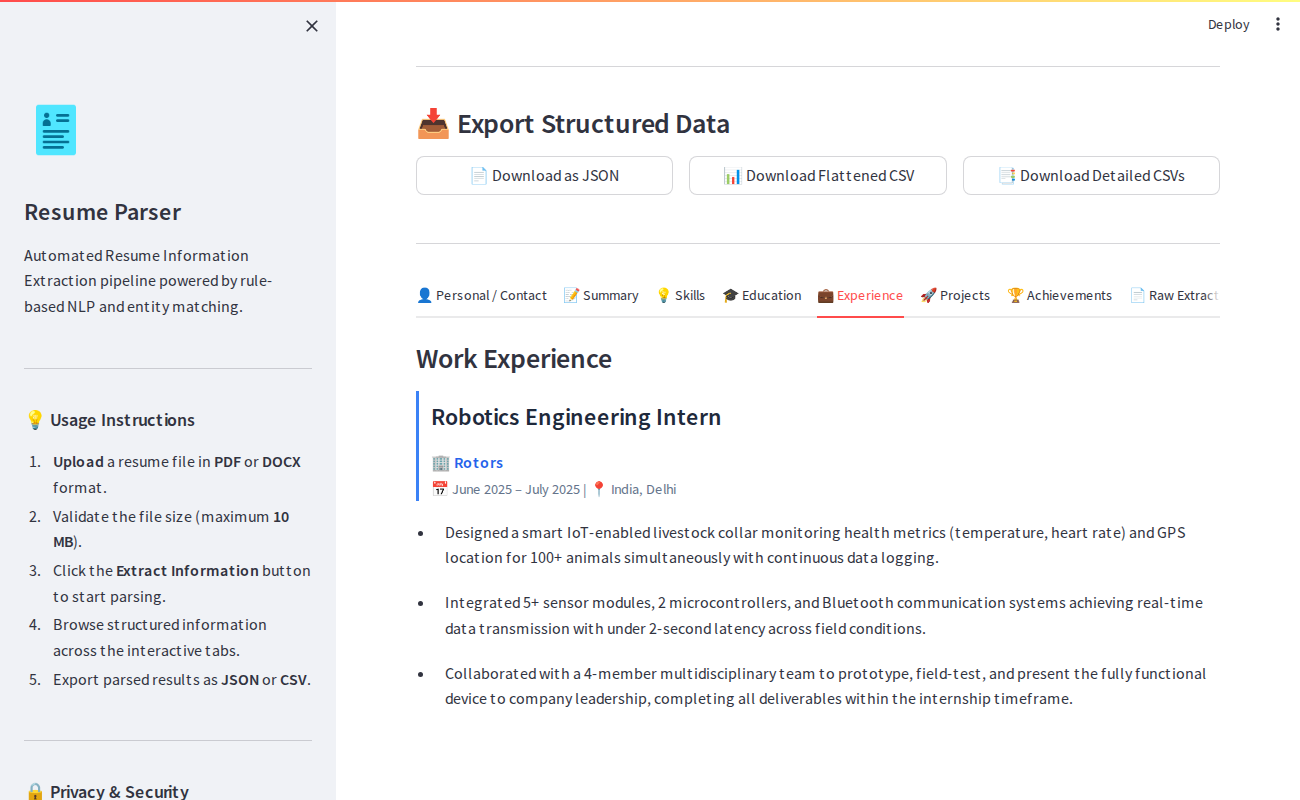 Deploy
Resume Parser
Automated Resume Information
Extraction pipeline powered by rule-
based NLP and entity matching.
💡 Usage Instructions
1. Upload a resume file in PDF or DOCX
format.
2. Validate the file size (maximum 10
MB).
3. Click the Extract Information button
to start parsing.
4. Browse structured information
across the interactive tabs.
5. Export parsed results as JSON or CSV.
🔒 Privacy & Security
📥 Export Structured Data
📄 Download as JSON 📊 Download Flattened CSV 📑 Download Detailed CSVs
👤 Personal / Contact 📝 Summary 💡 Skills 🎓 Education 💼 Experience 🚀 Projects 🏆 Achievements 📄 Raw Extract
Work Experience
Robotics Engineering Intern
🏢 Rotors
📅 June 2025 – July 2025 | 📍 India, Delhi
• Designed a smart IoT-enabled livestock collar monitoring health metrics (temperature, heart rate) and GPS
location for 100+ animals simultaneously with continuous data logging.
• Integrated 5+ sensor modules, 2 microcontrollers, and Bluetooth communication systems achieving real-time
data transmission with under 2-second latency across field conditions.
• Collaborated with a 4-member multidisciplinary team to prototype, field-test, and present the fully functional
device to company leadership, completing all deliverables within the internship timeframe.